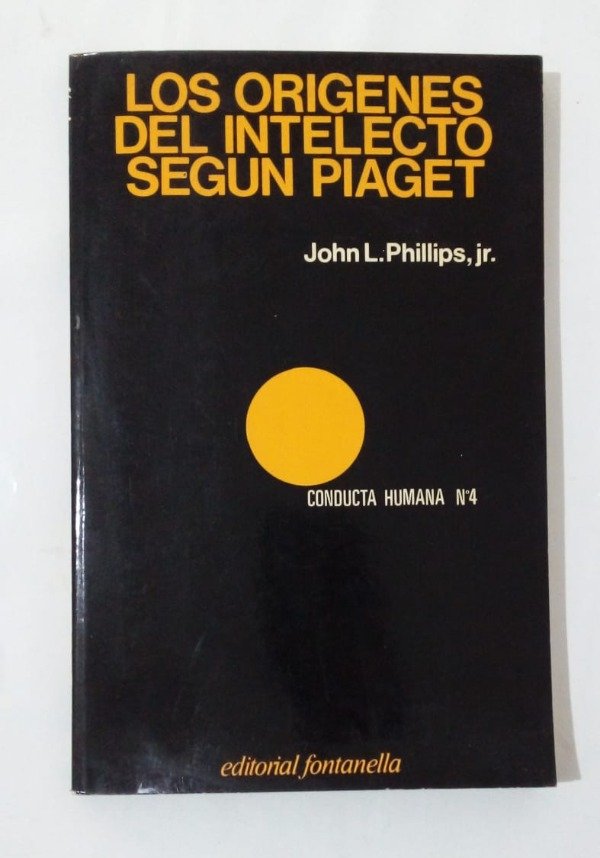 LOS ORIGENES
DEL INTELECTO
SEGUN PIAGET
John L. Phillips, jr.
CONDUCTA HUMANA Nº4
editorial fontanella